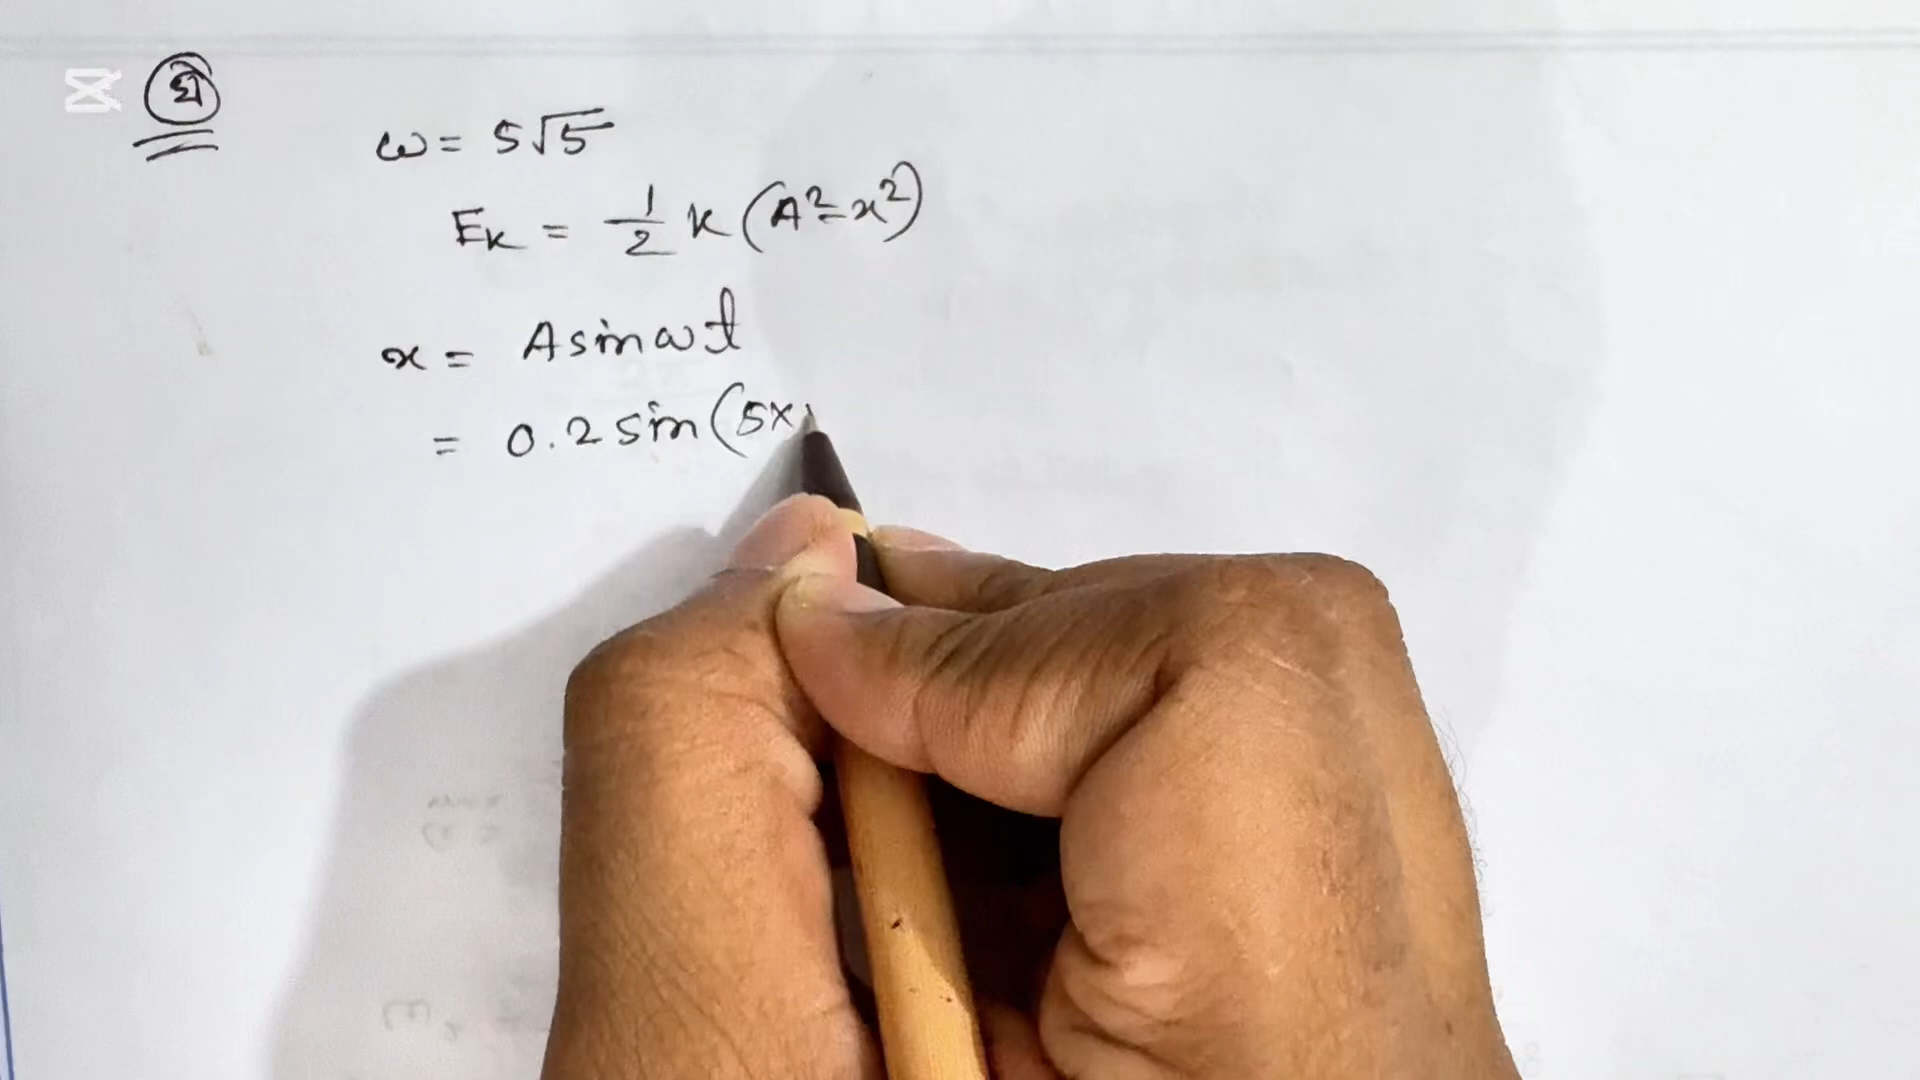 ঘ
ω = 5√5
Eₖ = 1/2 k (A² - x²)
x = A sin ωt
= 0.2 sin (5×